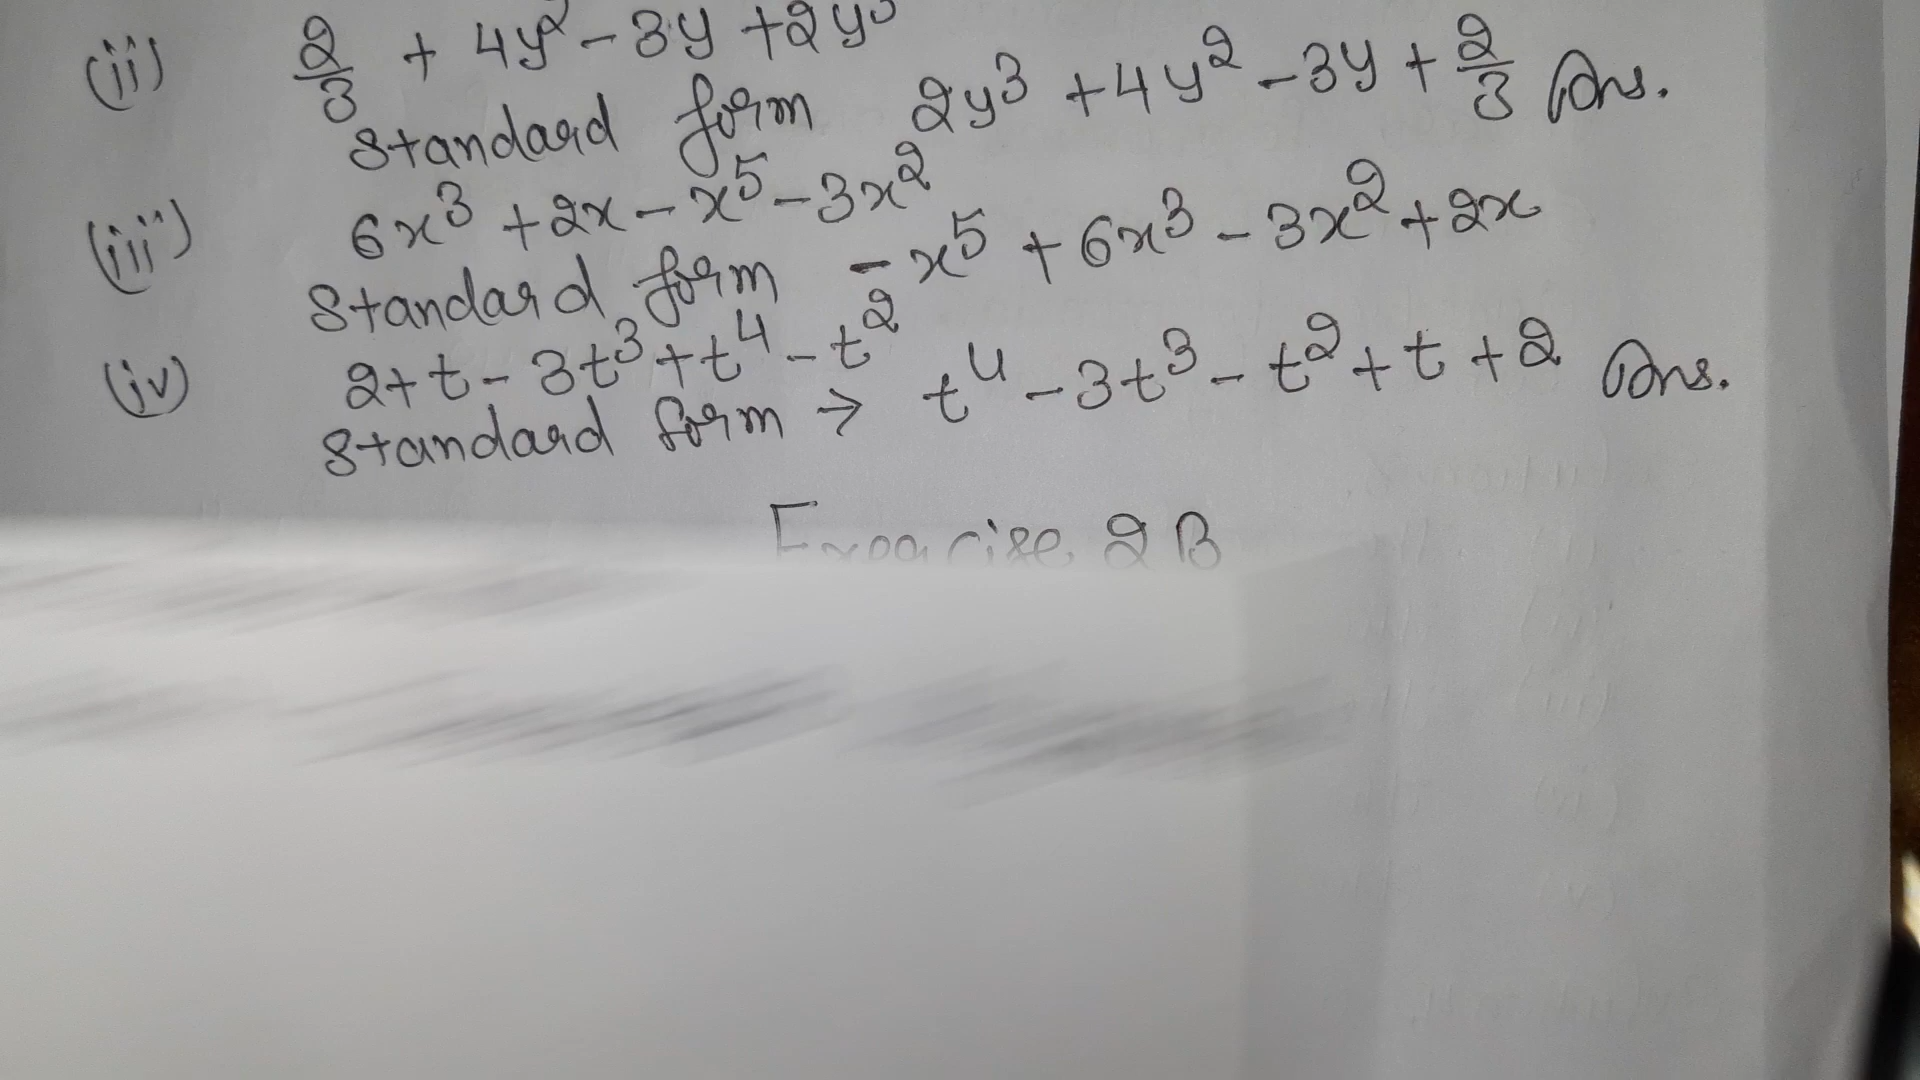 (ii) 2/3 + 4y² - 3y + 2y³
Standard form 2y³ + 4y² - 3y + 2/3 Ans.
(iii) 6x³ + 2x - x⁵ - 3x²
Standard form - x⁵ + 6x³ - 3x² + 2x
(iv) 2 + t - 3t³ + t⁴ - t²
Standard form → t⁴ - 3t³ - t² + t + 2 Ans.
Exercise 2B